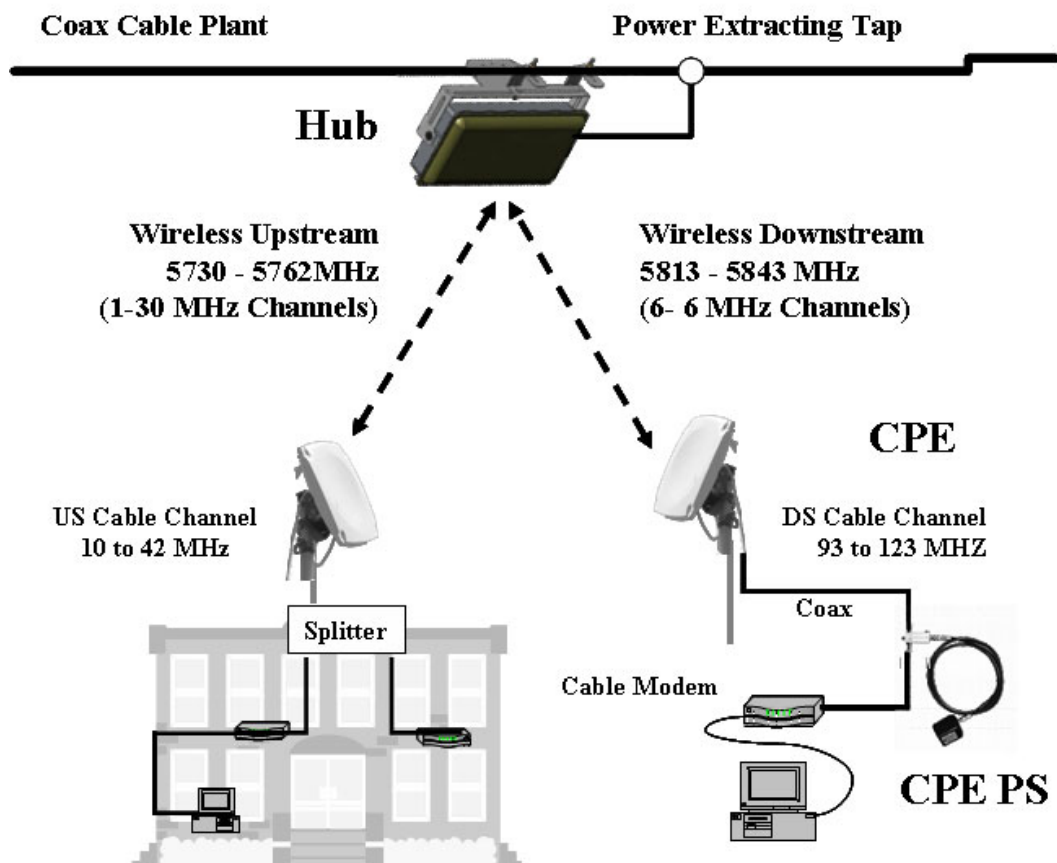 Coax Cable Plant
Power Extracting Tap
Hub
Wireless Upstream
5730 - 5762MHz
(1-30 MHz Channels)
Wireless Downstream
5813 - 5843 MHz
(6- 6 MHz Channels)
CPE
US Cable Channel
10 to 42 MHz
DS Cable Channel
93 to 123 MHZ
Coax
Splitter
Cable Modem
CPE PS